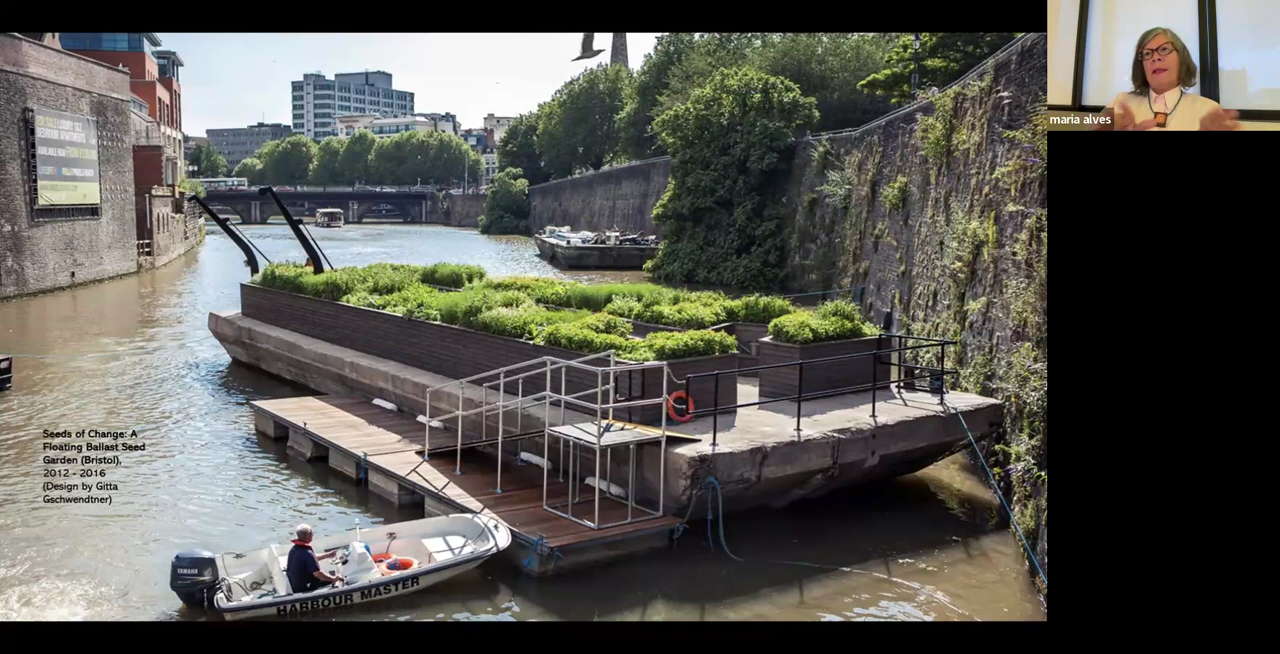 maria alves
Seeds of Change: A
Floating Ballast Seed
Garden (Bristol),
2012 - 2016
(Design by Gitta
Gschwendtner)
YAMAHA
HARBOUR MASTER